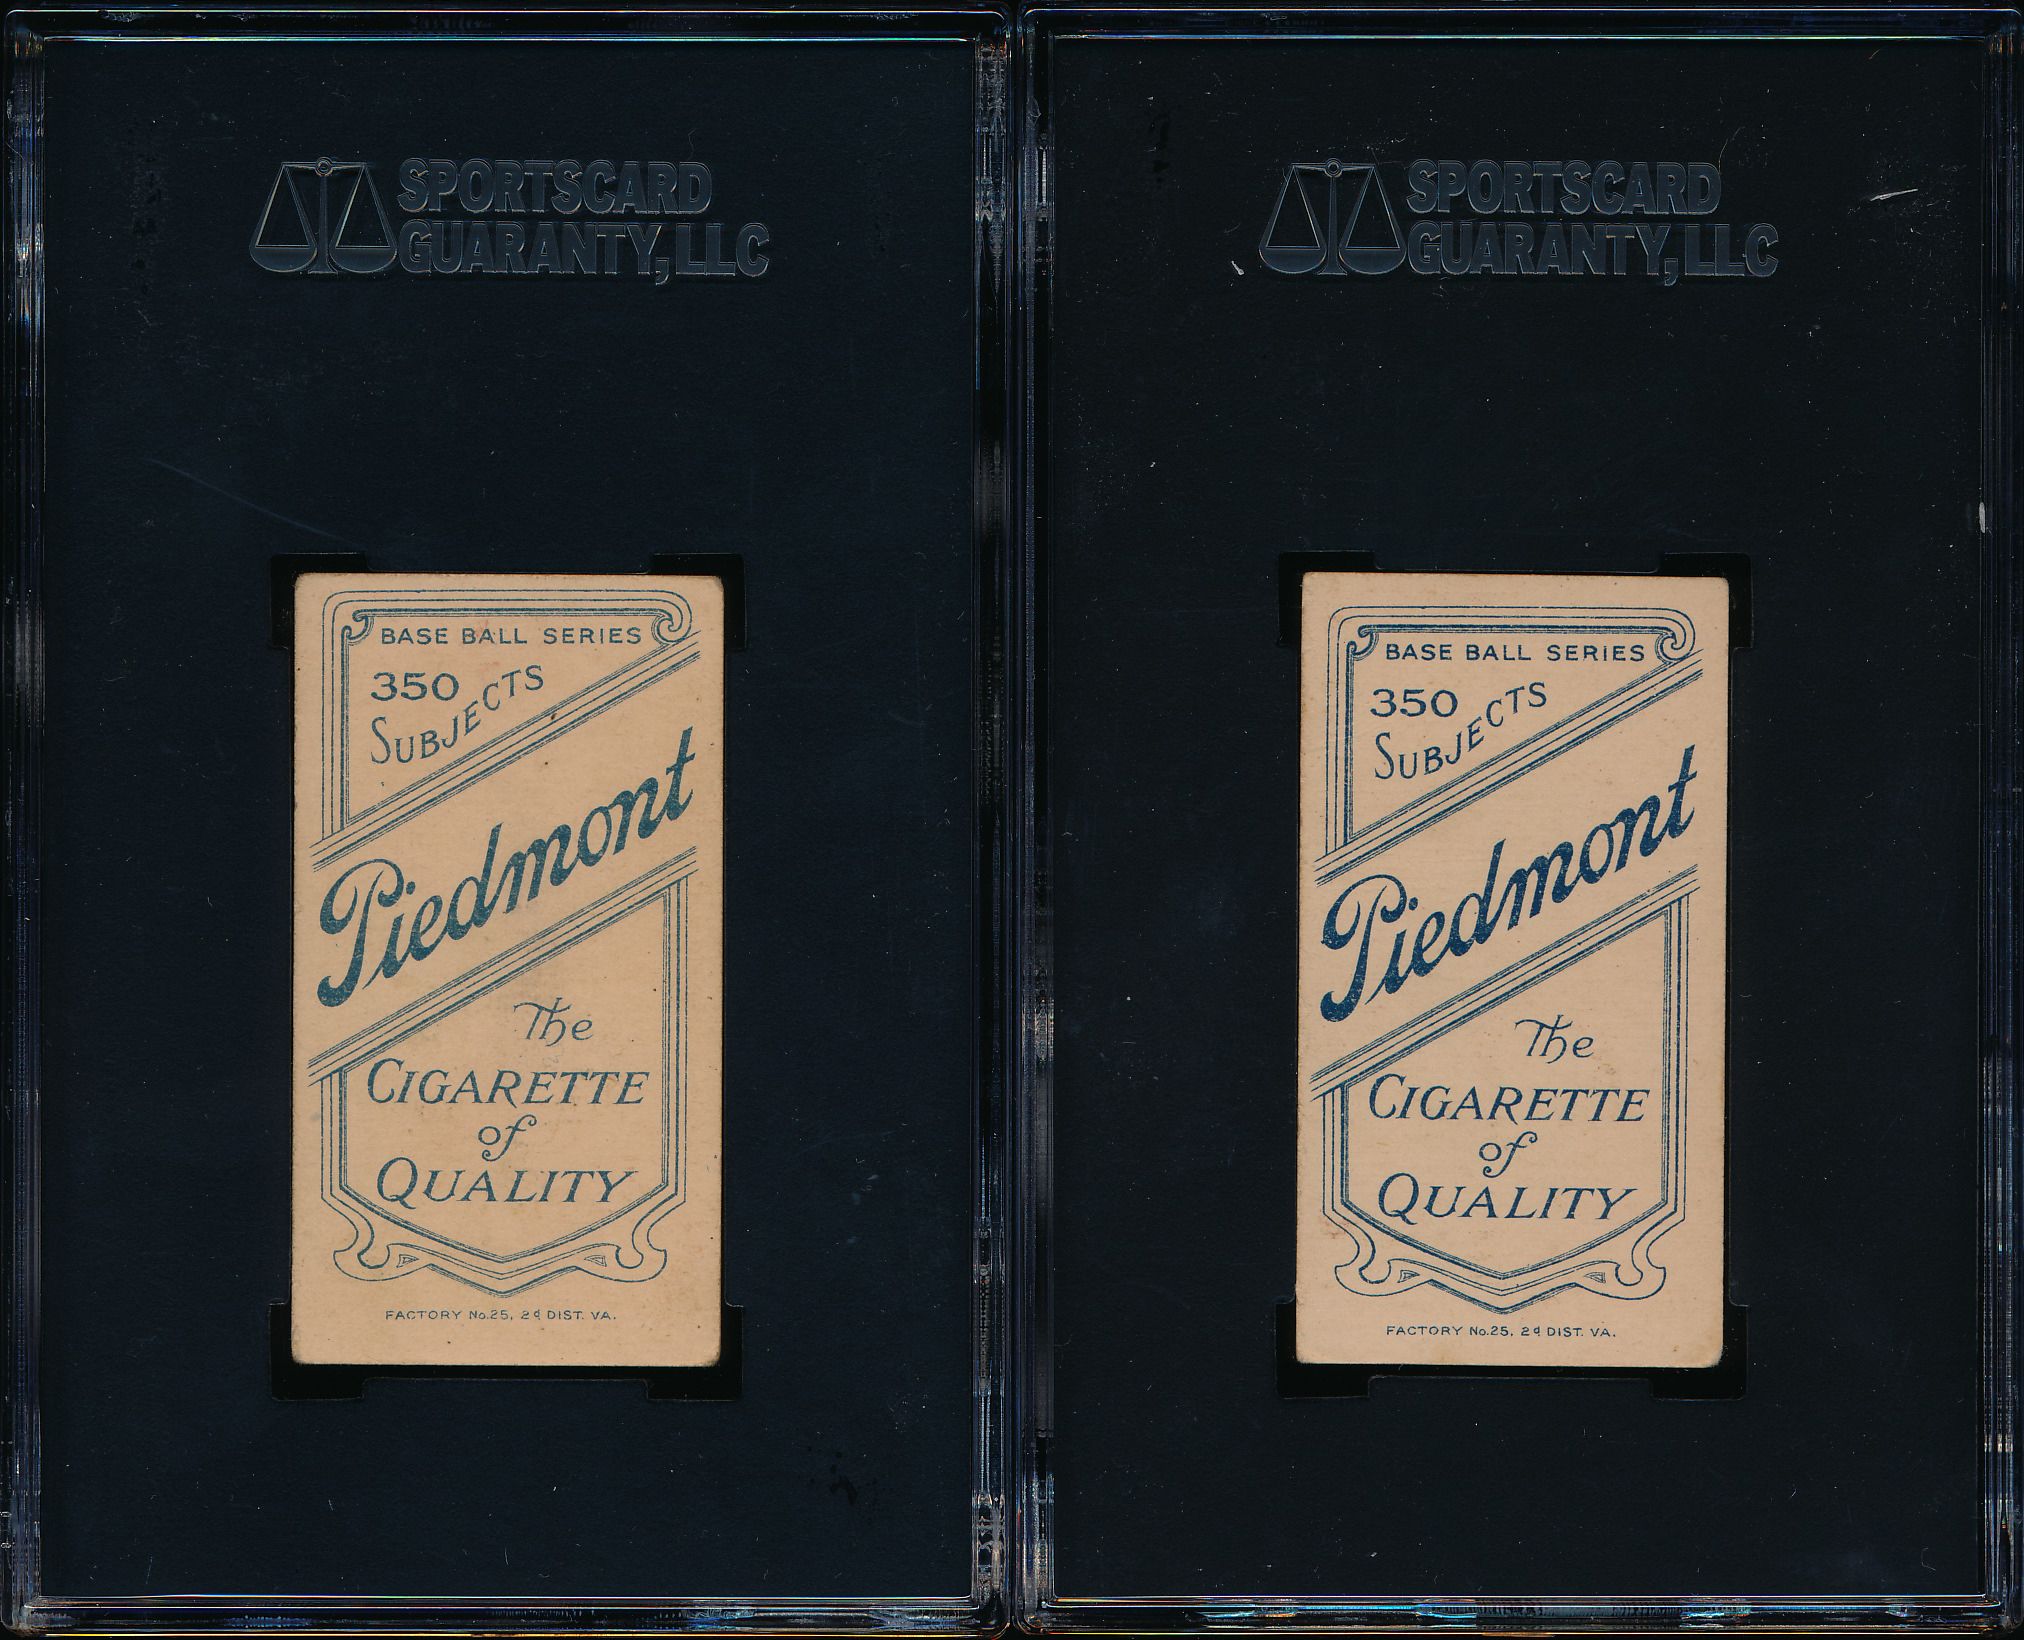 SPORTSCARD
GUARANTY, LLC
BASE BALL SERIES
350
SUBJECTS
Piedmont
The
CIGARETTE
of
QUALITY
FACTORY No.25, 2d DIST. VA.
SPORTSCARD
GUARANTY, LLC
BASE BALL SERIES
350
SUBJECTS
Piedmont
The
CIGARETTE
of
QUALITY
FACTORY No.25, 2d DIST. VA.